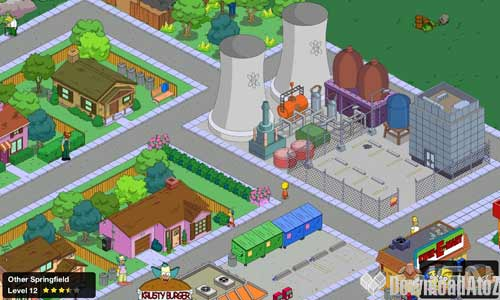 Other Springfield
Level 12
KRUSTY BURGER
DownloadAtoZ